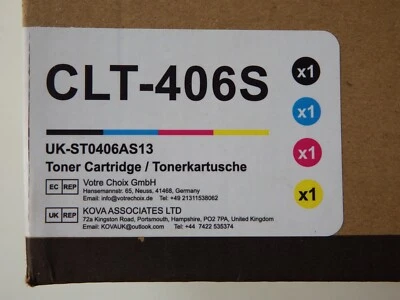 CLT-406S
x1
x1
x1
x1
UK-ST0406AS13
Toner Cartridge / Tonerkartusche
EC REP Votre Choix GmbH
Hansemannstr. 65, Neuss, 41468, Germany
Email: info@votrechoix.de Tel: +49 21311538062
UK REP KOVA ASSOCIATES LTD
72a Kingston Road, Portsmouth, Hampshire, PO2 7PA, United Kingdom
Email: KOVAUK@outlook.com Tel: +44 7422 535374